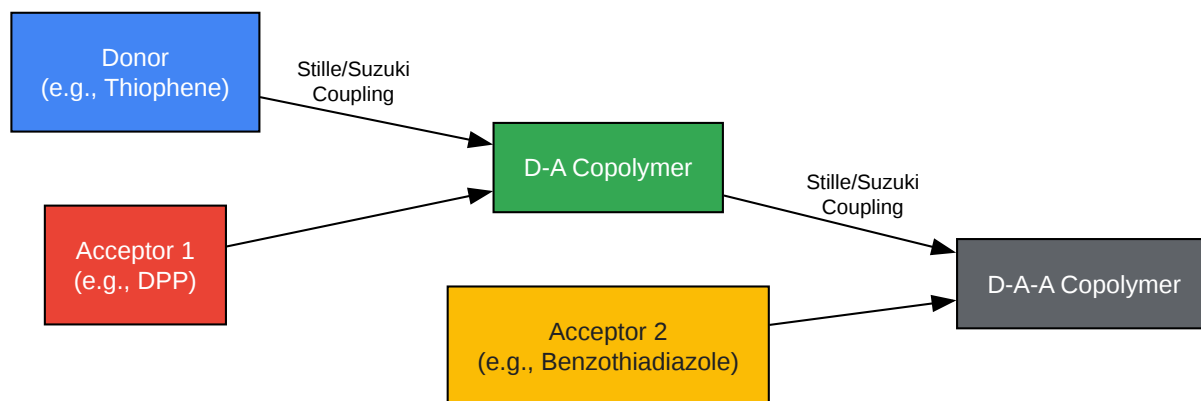 Donor
(e.g., Thiophene)
Stille/Suzuki
Coupling
Acceptor 1
(e.g., DPP)
D-A Copolymer
Stille/Suzuki
Coupling
Acceptor 2
(e.g., Benzothiadiazole)
D-A-A Copolymer